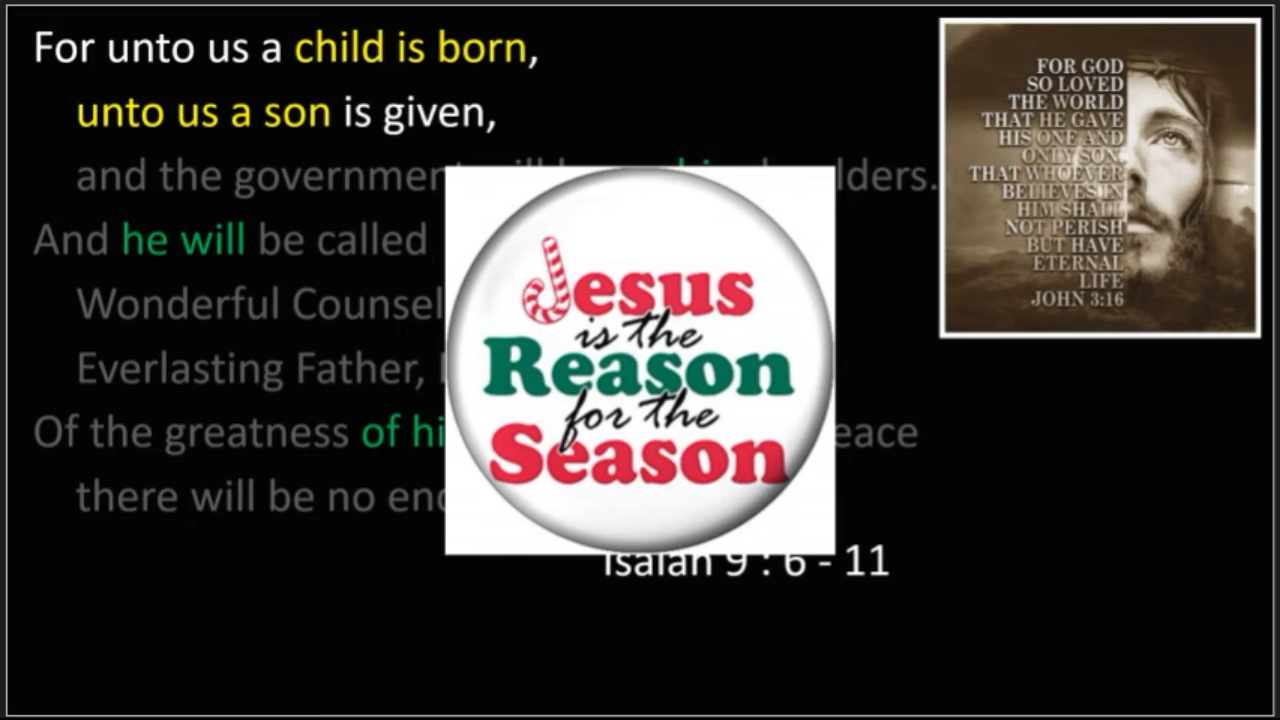 For unto us a child is born,
unto us a son is given,
and the government will
lders.
And he will be called
Wonderful Counsel
Everlasting Father,
Of the greatness of hi
eace
there will be no end
Isaiah 9 : 6 - 11
Jesus
is the
Reason
for the
Season
FOR GOD
SO LOVED
THE WORLD
THAT HE GAVE
HIS ONE AND
ONLY SON,
THAT WHOEVER
BELIEVES IN
HIM SHALL
NOT PERISH
BUT HAVE
ETERNAL
LIFE
JOHN 3:16